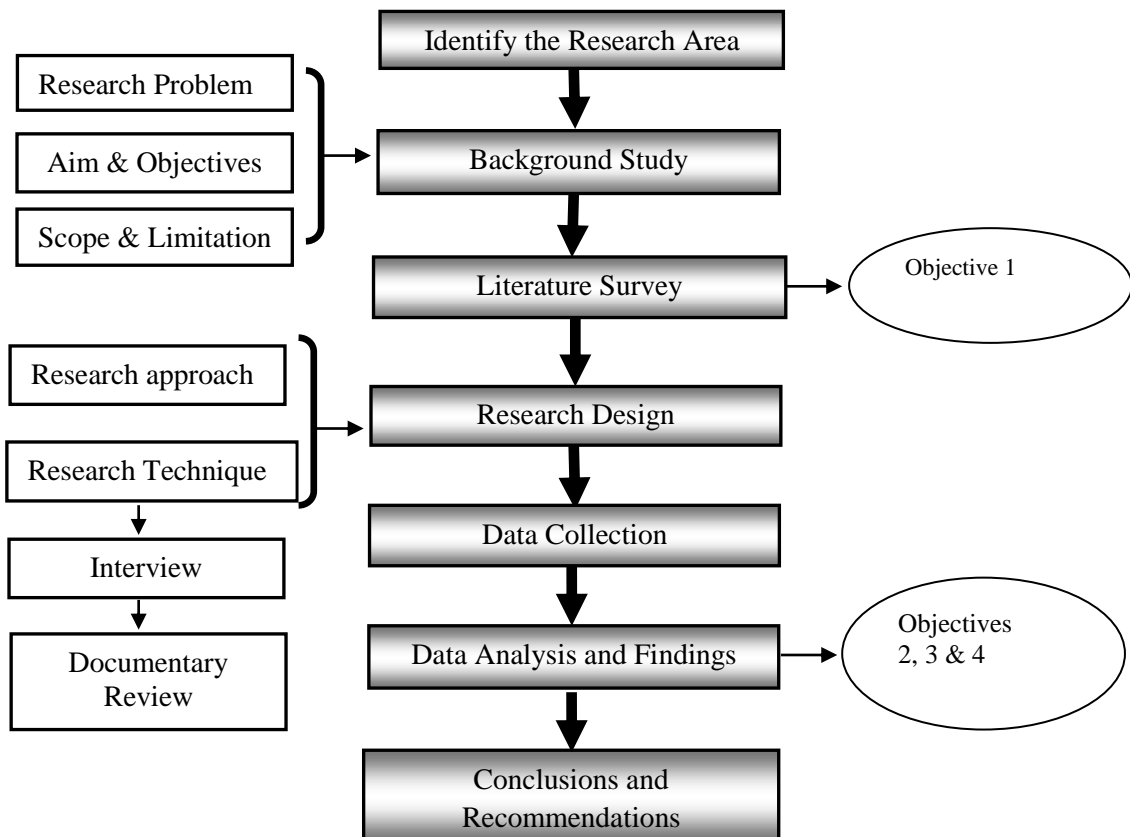 Identify the Research Area
Research Problem
Aim & Objectives
Background Study
Scope & Limitation
Literature Survey
Objective 1
Research approach
Research Design
Research Technique
Data Collection
Interview
Data Analysis and Findings
Objectives
2, 3 & 4
Documentary
Review
Conclusions and
Recommendations